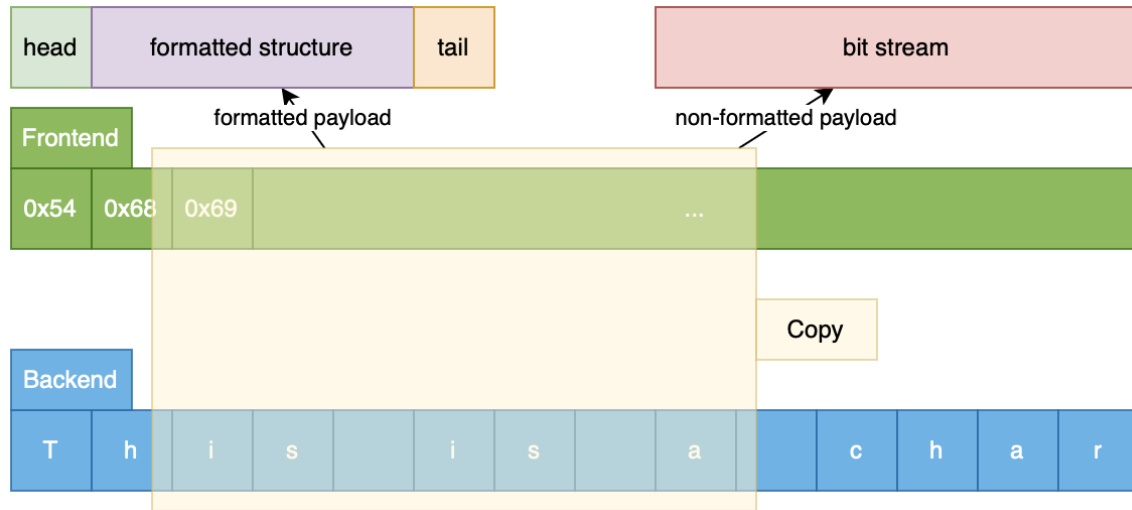 head formatted structure tail bit stream
formatted payload non-formatted payload
Frontend
0x54 0x68 0x69 ...
Copy
Backend
T h i s i s a c h a r